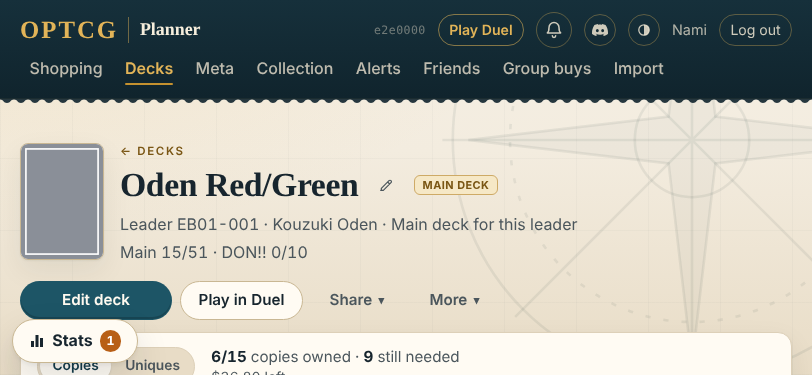 OPTCG Planner e2e0000 Play Duel Nami Log out
Shopping Decks Meta Collection Alerts Friends Group buys Import
← DECKS
Oden Red/Green MAIN DECK
Leader EB01-001 · Kouzuki Oden · Main deck for this leader
Main 15/51 · DON!! 0/10
Edit deck Play in Duel Share ▾ More ▾
Stats 1
Copies Uniques 6/15 copies owned · 9 still needed